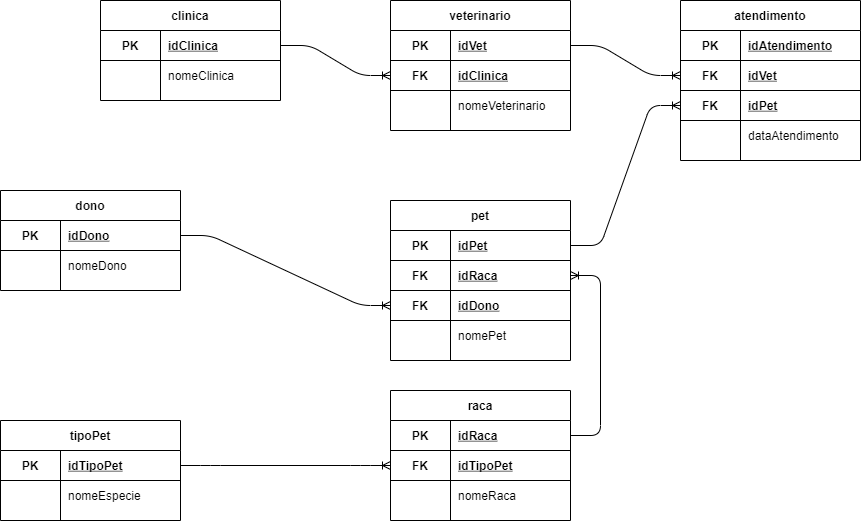 clinica
PK idClinica
nomeClinica
veterinario
PK idVet
FK idClinica
nomeVeterinario
atendimento
PK idAtendimento
FK idVet
FK idPet
dataAtendimento
dono
PK idDono
nomeDono
pet
PK idPet
FK idRaca
FK idDono
nomePet
tipoPet
PK idTipoPet
nomeEspecie
raca
PK idRaca
FK idTipoPet
nomeRaca